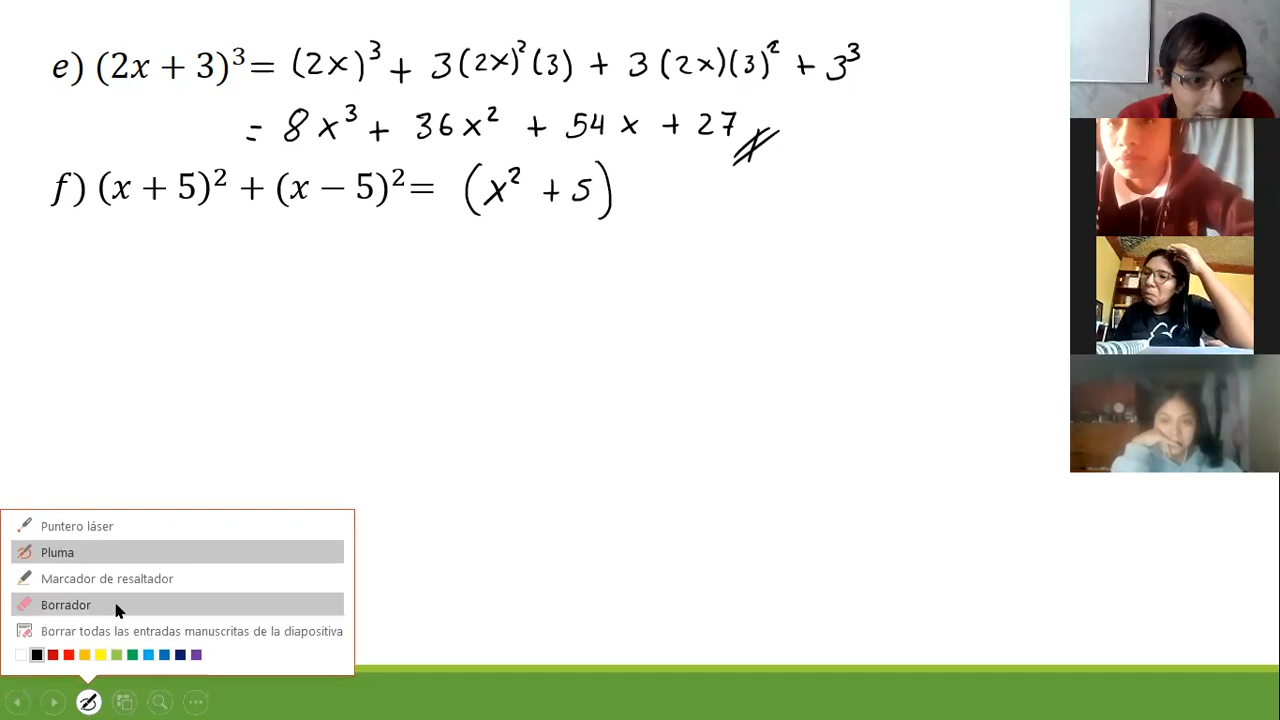 e) (2x + 3)³ = (2x)³ + 3(2x)²(3) + 3(2x)(3)² + 3³
= 8x³ + 36x² + 54x + 27
f) (x + 5)² + (x − 5)² = (x² + 5)
Puntero láser
Pluma
Marcador de resaltador
Borrador
Borrar todas las entradas manuscritas de la diapositiva